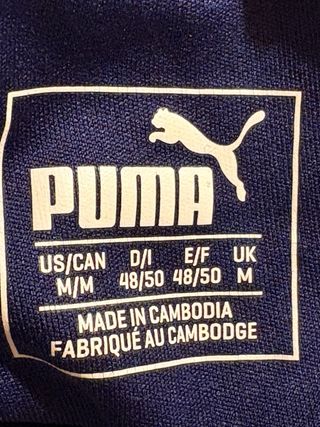 PUMA
US/CAN D/I E/F UK
M/M 48/50 48/50 M
MADE IN CAMBODIA
FABRIQUÉ AU CAMBODGE